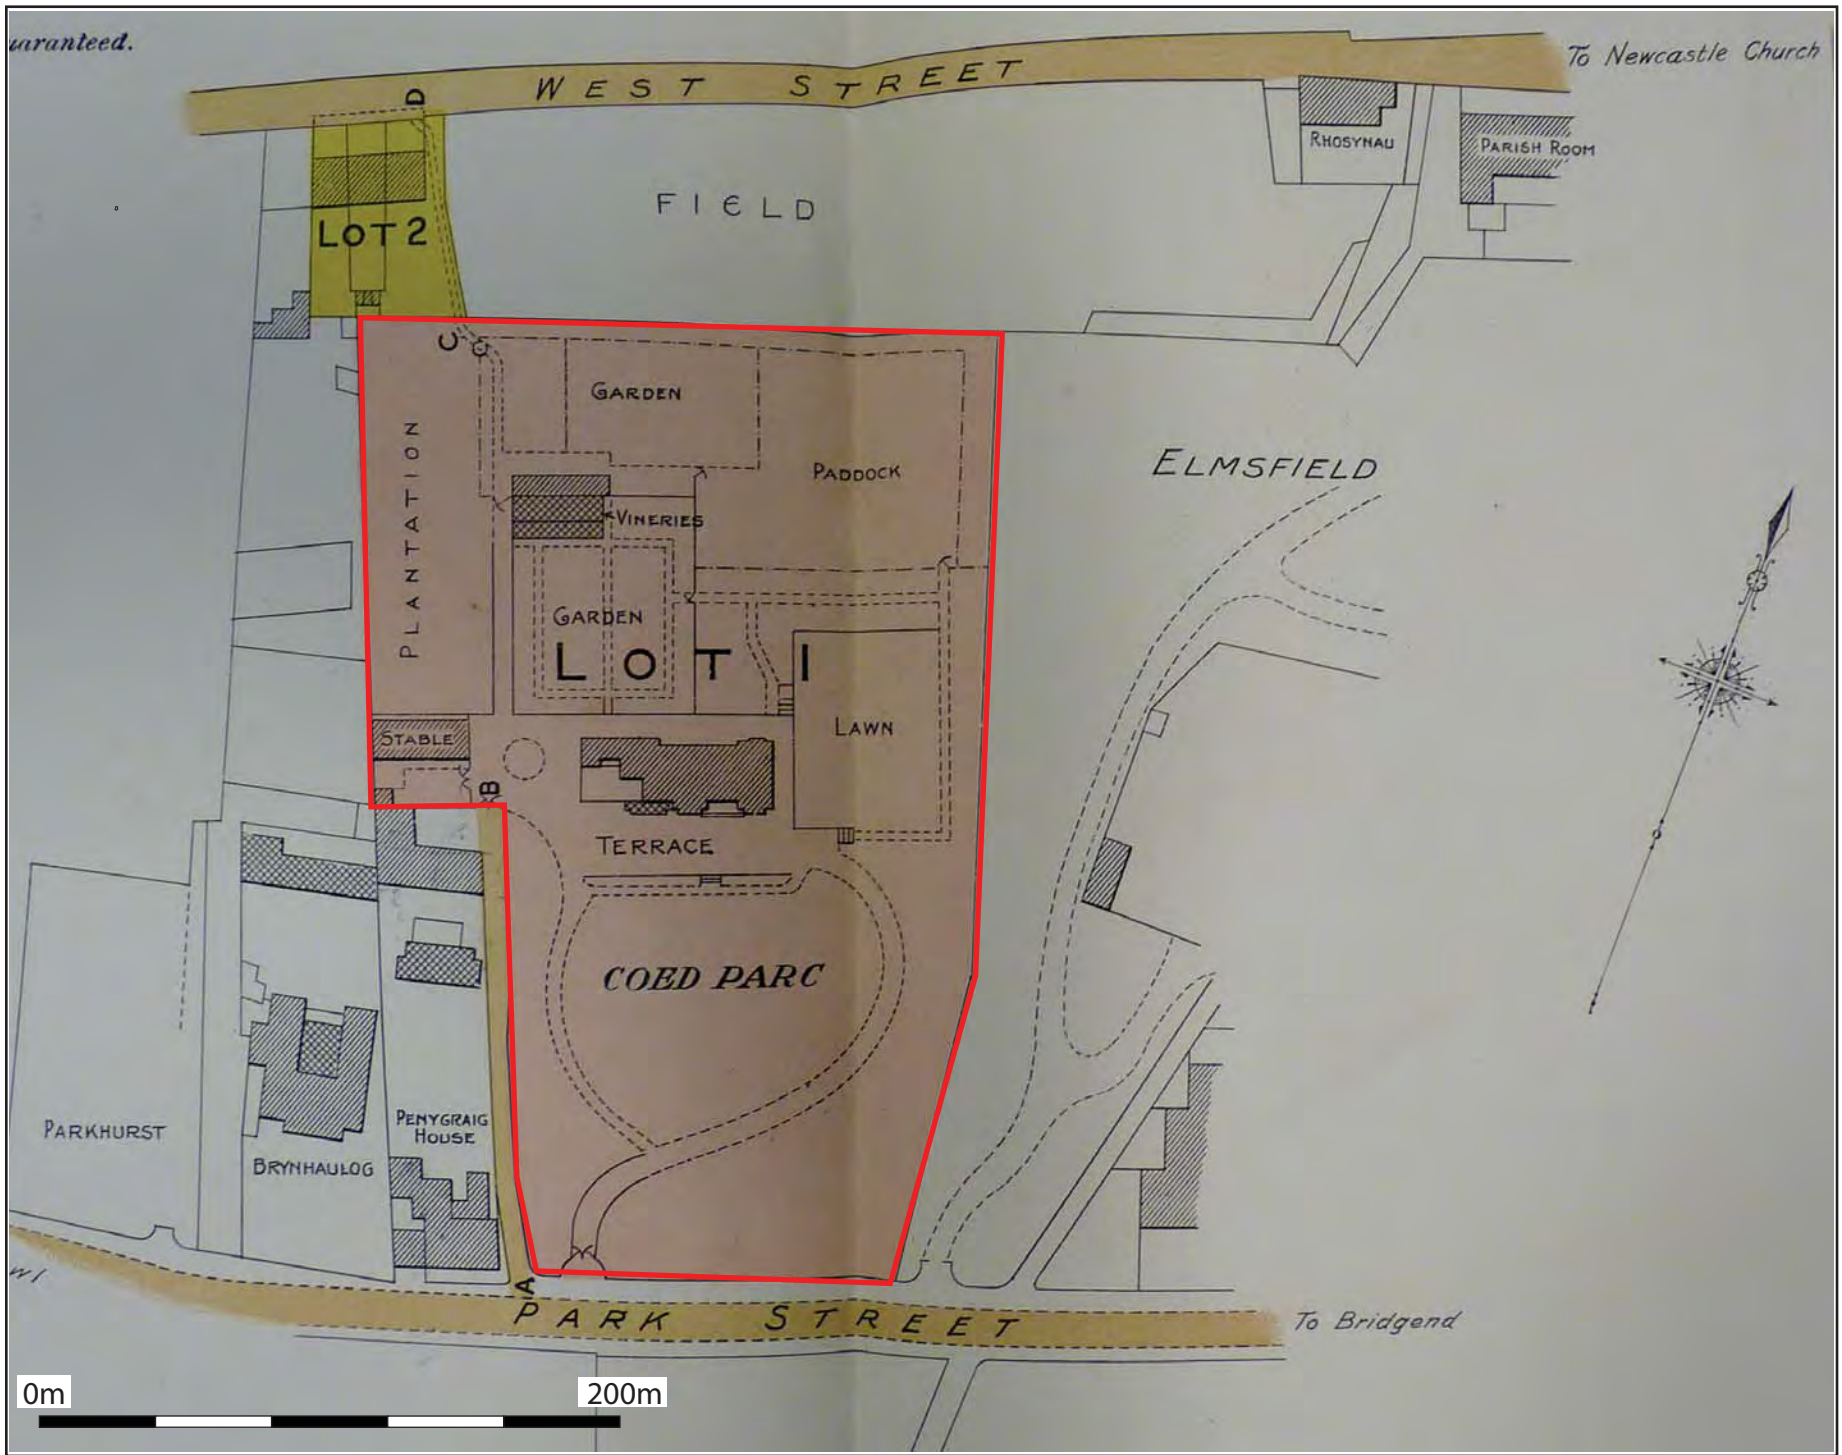 To Newcastle Church
WEST STREET
D
RHOSYNAU
PARISH ROOM
FIELD
LOT 2
C
GARDEN
PLANTATION
PADDOCK
ELMSFIELD
VINERIES
GARDEN
LOT 1
STABLE
LAWN
B
TERRACE
COED PARC
PARKHURST
PENYGRAIG
HOUSE
BRYNHAULOG
A
PARK STREET
To Bridgend
0m
200m